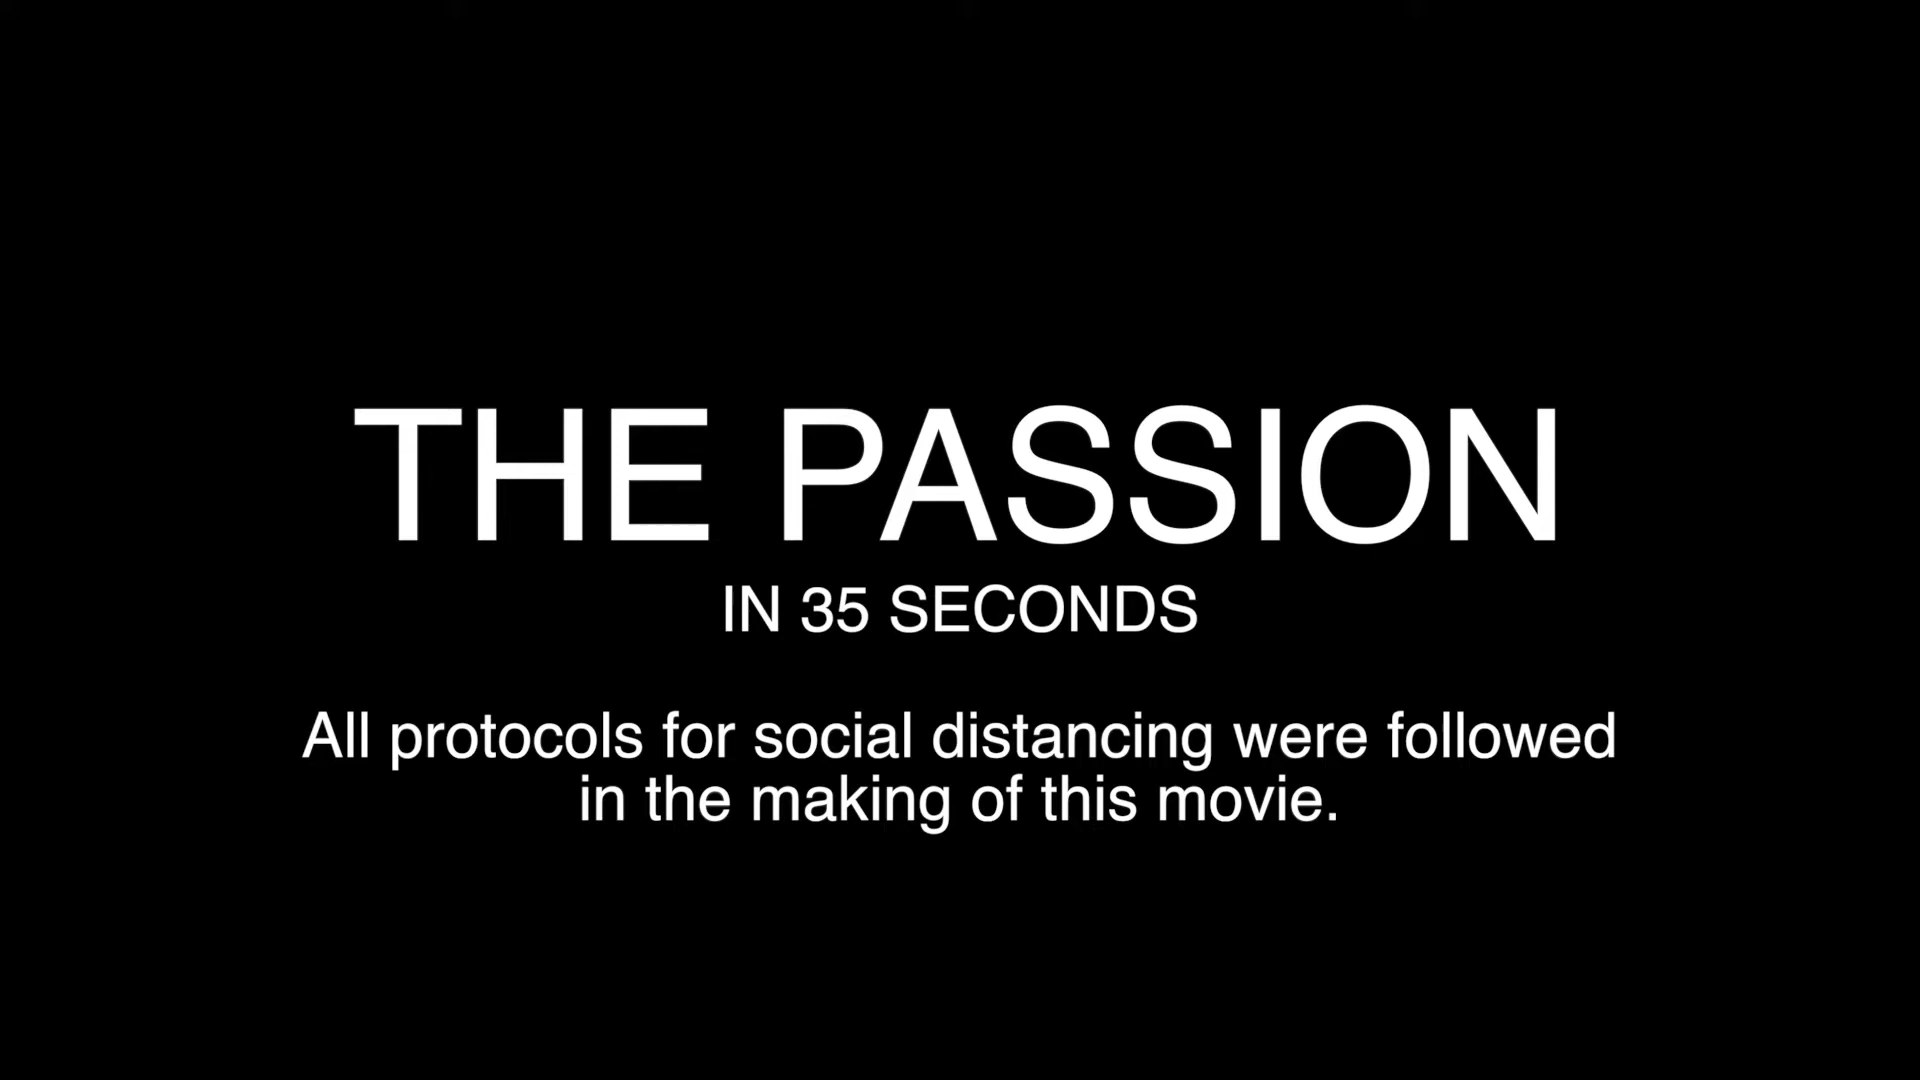 THE PASSION
IN 35 SECONDS
All protocols for social distancing were followed
in the making of this movie.